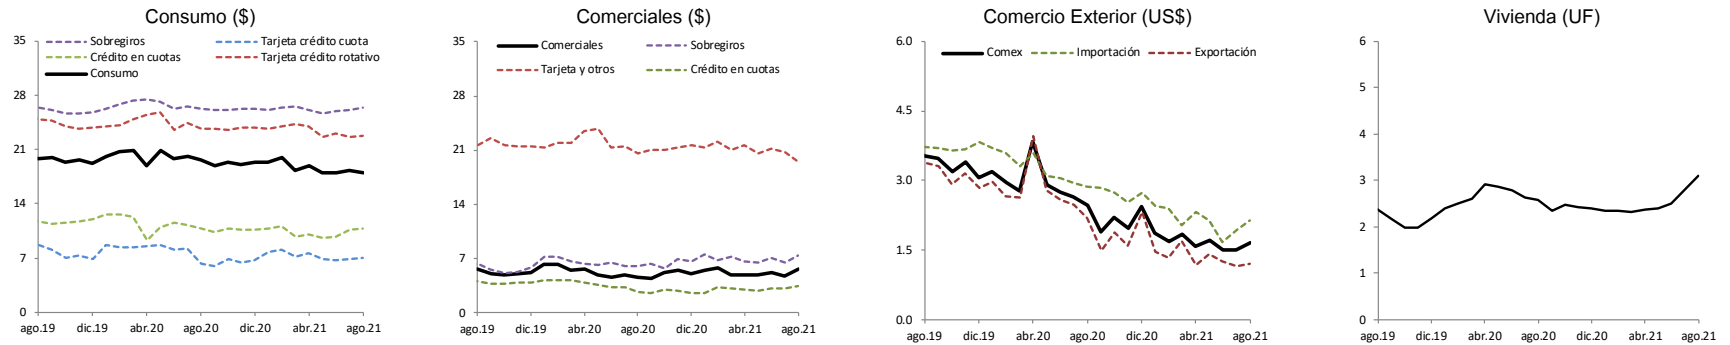 Consumo ($)
35
28
21
14
7
0
Sobregiros
Tarjeta crédito cuota
Crédito en cuotas
Tarjeta crédito rotativo
Consumo
ago.19
dic.19
abr.20
ago.20
dic.20
abr.21
ago.21
Comerciales ($)
35
28
21
14
7
0
Comerciales
Sobregiros
Tarjeta y otros
Crédito en cuotas
ago.19
dic.19
abr.20
ago.20
dic.20
abr.21
ago.21
Comercio Exterior (US$)
6.0
4.5
3.0
1.5
0.0
Comex
Importación
Exportación
ago.19
dic.19
abr.20
ago.20
dic.20
abr.21
ago.21
Vivienda (UF)
6
5
4
3
2
1
0
ago.19
dic.19
abr.20
ago.20
dic.20
abr.21
ago.21